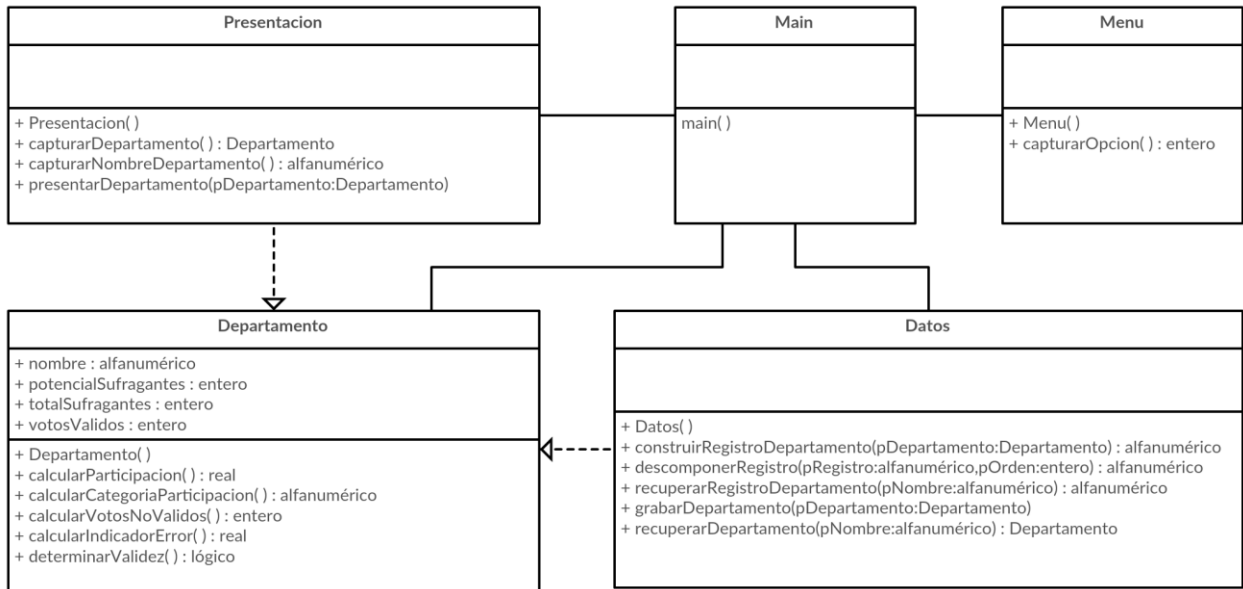 Presentacion
+ Presentacion( )
+ capturarDepartamento( ) : Departamento
+ capturarNombreDepartamento( ) : alfanumérico
+ presentarDepartamento(pDepartamento:Departamento)
Main
main( )
Menu
+ Menu( )
+ capturarOpcion( ) : entero
Departamento
+ nombre : alfanumérico
+ potencialSufragantes : entero
+ totalSufragantes : entero
+ votosValidos : entero
+ Departamento( )
+ calcularParticipacion( ) : real
+ calcularCategoriaParticipacion( ) : alfanumérico
+ calcularVotosNoValidos( ) : entero
+ calcularIndicadorError( ) : real
+ determinarValidez( ) : lógico
Datos
+ Datos( )
+ construirRegistroDepartamento(pDepartamento:Departamento) : alfanumérico
+ descomponerRegistro(pRegistro:alfanumérico,pOrden:entero) : alfanumérico
+ recuperarRegistroDepartamento(pNombre:alfanumérico) : alfanumérico
+ grabarDepartamento(pDepartamento:Departamento)
+ recuperarDepartamento(pNombre:alfanumérico) : Departamento